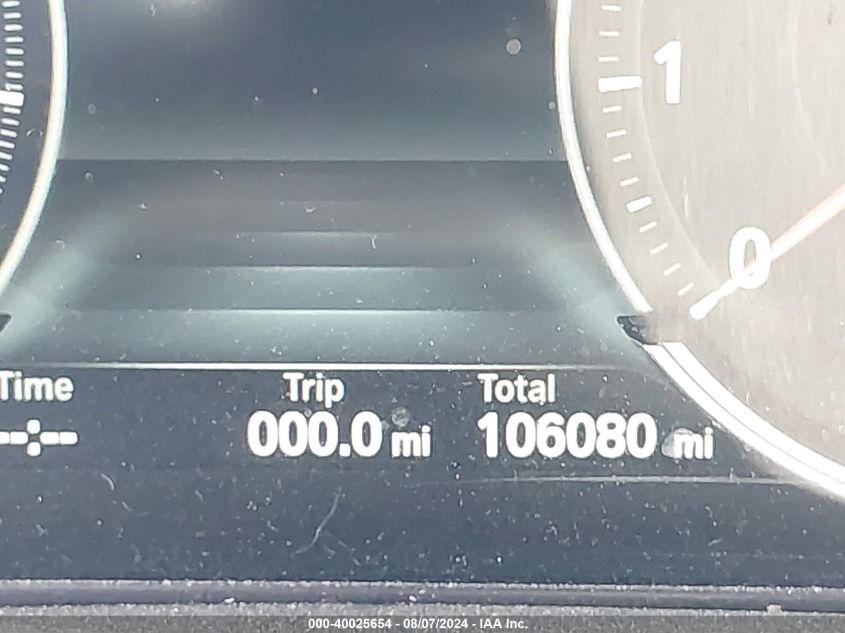 1
0
Time Trip Total
--:-- 000.0 mi 106080 mi
000-40025654 - 08/07/2024 - IAA Inc.